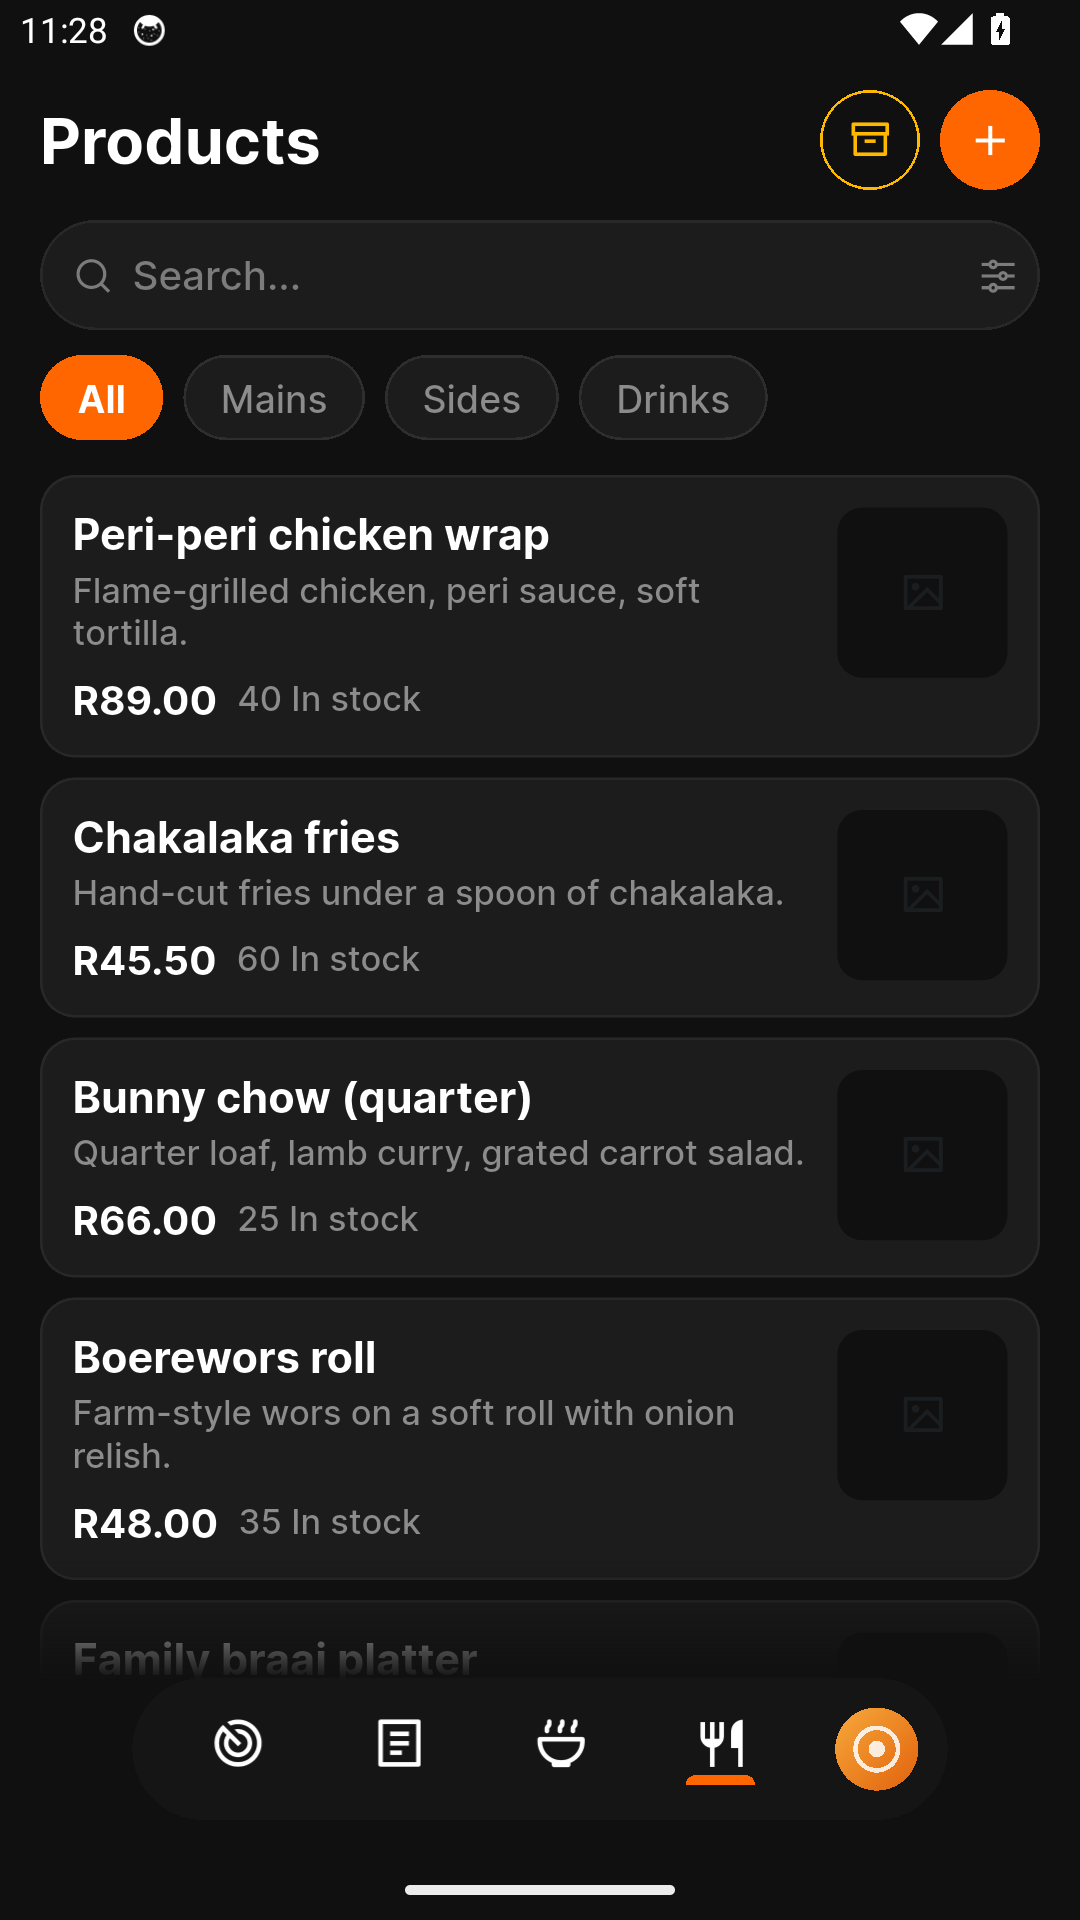 11:28
Products
Search...
All
Mains
Sides
Drinks
Peri-peri chicken wrap
Flame-grilled chicken, peri sauce, soft
tortilla.
R89.00 40 In stock
Chakalaka fries
Hand-cut fries under a spoon of chakalaka.
R45.50 60 In stock
Bunny chow (quarter)
Quarter loaf, lamb curry, grated carrot salad.
R66.00 25 In stock
Boerewors roll
Farm-style wors on a soft roll with onion
relish.
R48.00 35 In stock
Family braai platter